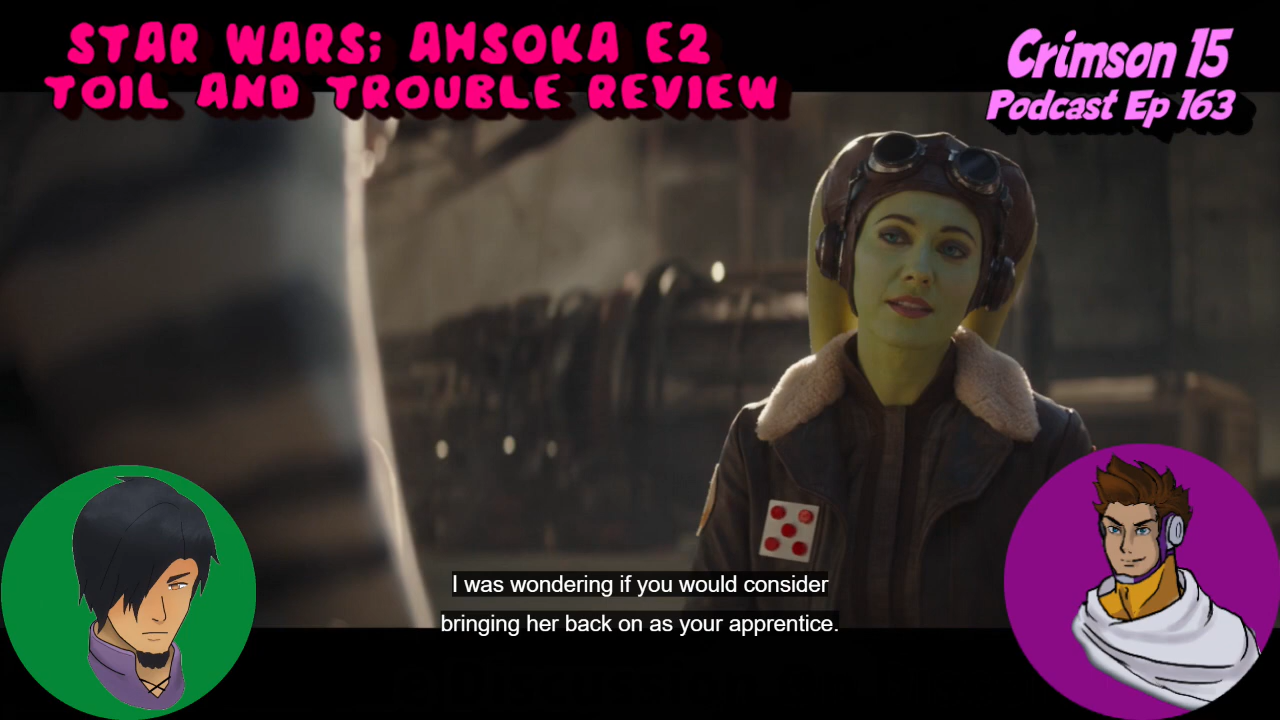 STAR WARS; AHSOKA E2
TOIL AND TROUBLE REVIEW
Crimson 15
Podcast Ep 163
I was wondering if you would consider
bringing her back on as your apprentice.